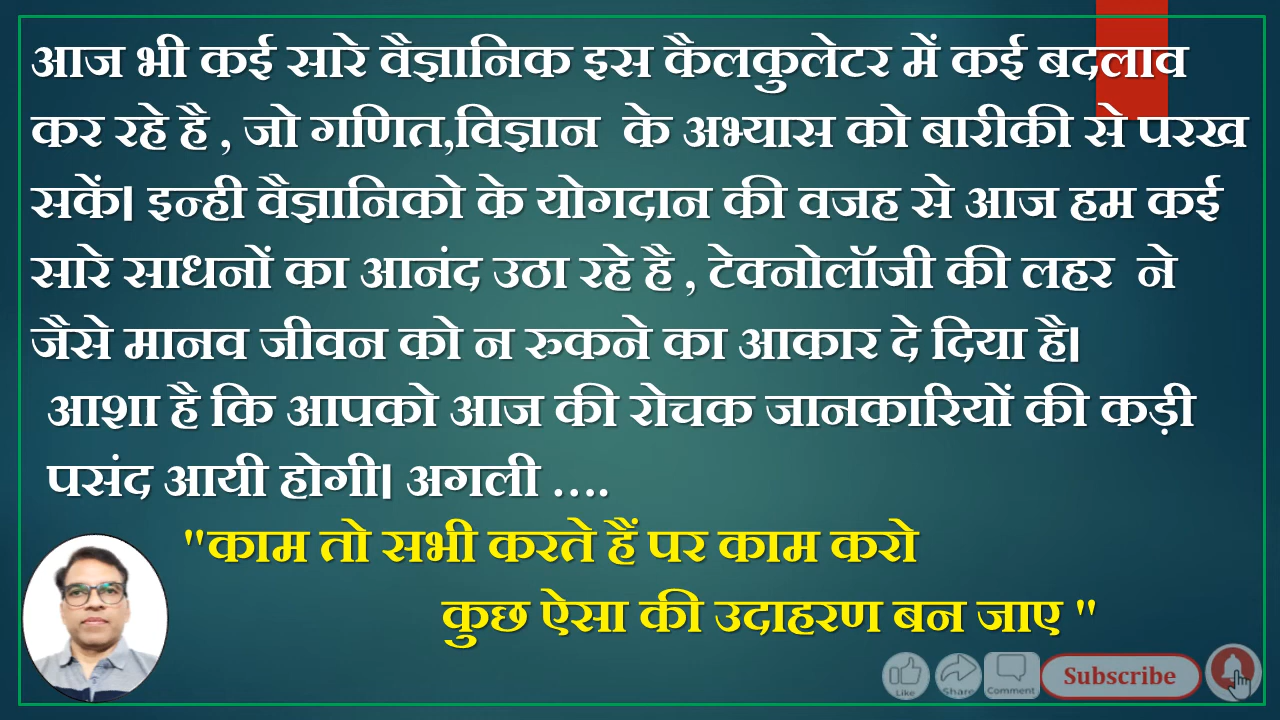 आज भी कई सारे वैज्ञानिक इस कैलकुलेटर में कई बदलाव
कर रहे है , जो गणित,विज्ञान के अभ्यास को बारीकी से परख
सकें। इन्ही वैज्ञानिको के योगदान की वजह से आज हम कई
सारे साधनों का आनंद उठा रहे है , टेक्नोलॉजी की लहर ने
जैसे मानव जीवन को न रुकने का आकार दे दिया है।
आशा है कि आपको आज की रोचक जानकारियों की कड़ी
पसंद आयी होगी। अगली ....
"काम तो सभी करते हैं पर काम करो
कुछ ऐसा की उदाहरण बन जाए "
Like Share Comment Subscribe